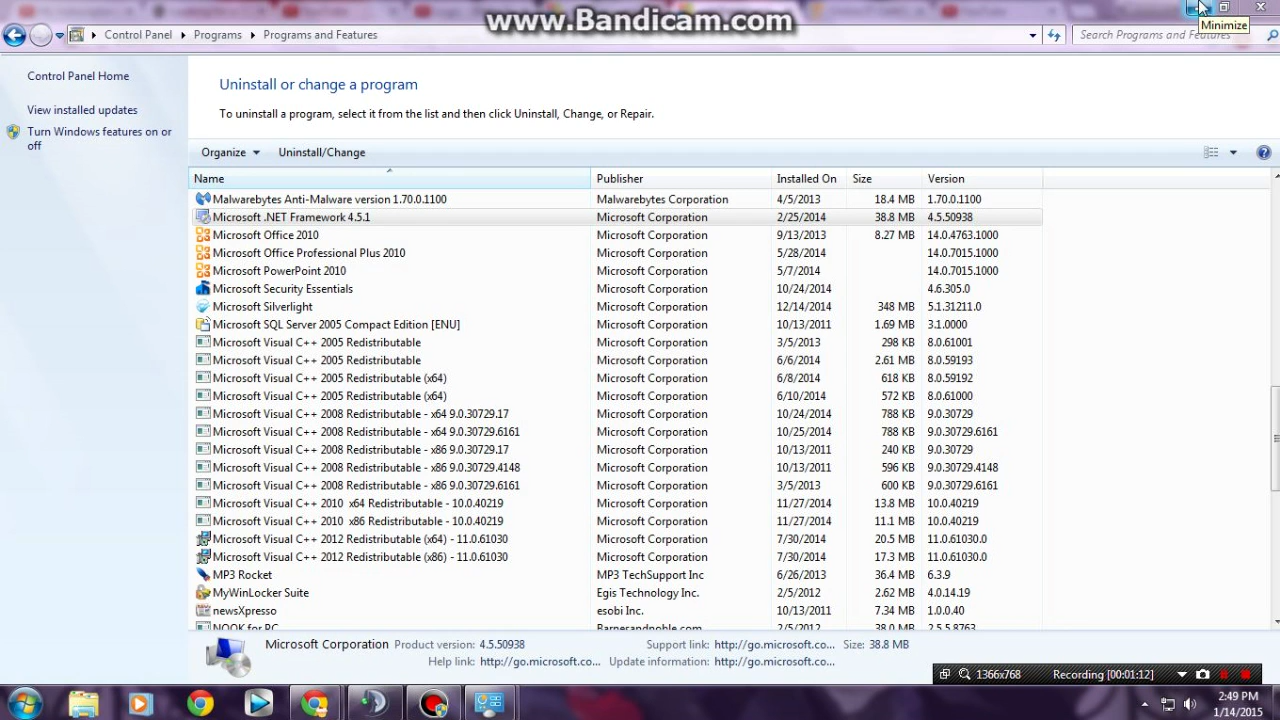 www.Bandicam.com
Minimize
Control Panel Programs Programs and Features Search Programs and Features
Control Panel Home
View installed updates
Turn Windows features on or off
Uninstall or change a program
To uninstall a program, select it from the list and then click Uninstall, Change, or Repair.
Organize Uninstall/Change
Name Publisher Installed On Size Version
Malwarebytes Anti-Malware version 1.70.0.1100 Malwarebytes Corporation 4/5/2013 18.4 MB 1.70.0.1100
Microsoft .NET Framework 4.5.1 Microsoft Corporation 2/25/2014 38.8 MB 4.5.50938
Microsoft Office 2010 Microsoft Corporation 9/13/2013 8.27 MB 14.0.4763.1000
Microsoft Office Professional Plus 2010 Microsoft Corporation 5/28/2014 14.0.7015.1000
Microsoft PowerPoint 2010 Microsoft Corporation 5/7/2014 14.0.7015.1000
Microsoft Security Essentials Microsoft Corporation 10/24/2014 4.6.305.0
Microsoft Silverlight Microsoft Corporation 12/14/2014 348 MB 5.1.31211.0
Microsoft SQL Server 2005 Compact Edition [ENU] Microsoft Corporation 10/13/2011 1.69 MB 3.1.0000
Microsoft Visual C++ 2005 Redistributable Microsoft Corporation 3/5/2013 298 KB 8.0.61001
Microsoft Visual C++ 2005 Redistributable Microsoft Corporation 6/6/2014 2.61 MB 8.0.59193
Microsoft Visual C++ 2005 Redistributable (x64) Microsoft Corporation 6/8/2014 618 KB 8.0.59192
Microsoft Visual C++ 2005 Redistributable (x64) Microsoft Corporation 6/10/2014 572 KB 8.0.61000
Microsoft Visual C++ 2008 Redistributable - x64 9.0.30729.17 Microsoft Corporation 10/24/2014 788 KB 9.0.30729
Microsoft Visual C++ 2008 Redistributable - x64 9.0.30729.6161 Microsoft Corporation 10/25/2014 788 KB 9.0.30729.6161
Microsoft Visual C++ 2008 Redistributable - x86 9.0.30729.17 Microsoft Corporation 10/13/2011 240 KB 9.0.30729
Microsoft Visual C++ 2008 Redistributable - x86 9.0.30729.4148 Microsoft Corporation 10/13/2011 596 KB 9.0.30729.4148
Microsoft Visual C++ 2008 Redistributable - x86 9.0.30729.6161 Microsoft Corporation 3/5/2013 600 KB 9.0.30729.6161
Microsoft Visual C++ 2010 x64 Redistributable - 10.0.40219 Microsoft Corporation 11/27/2014 13.8 MB 10.0.40219
Microsoft Visual C++ 2010 x86 Redistributable - 10.0.40219 Microsoft Corporation 11/27/2014 11.1 MB 10.0.40219
Microsoft Visual C++ 2012 Redistributable (x64) - 11.0.61030 Microsoft Corporation 7/30/2014 20.5 MB 11.0.61030.0
Microsoft Visual C++ 2012 Redistributable (x86) - 11.0.61030 Microsoft Corporation 7/30/2014 17.3 MB 11.0.61030.0
MP3 Rocket MP3 TechSupport Inc 6/26/2013 36.4 MB 6.3.9
MyWinLocker Suite Egis Technology Inc. 2/5/2012 2.62 MB 4.0.14.19
newsXpresso esobi Inc. 10/13/2011 7.34 MB 1.0.0.40
NOOK for PC Barnesandnoble.com 2/5/2012 38.0 MB 2.5.5.8763
Microsoft Corporation Product version: 4.5.50938 Support link: http://go.microsoft.co... Size: 38.8 MB
Help link: http://go.microsoft.co... Update information: http://go.microsoft.co...
1366x768 Recording [00:01:12]
2:49 PM
1/14/2015